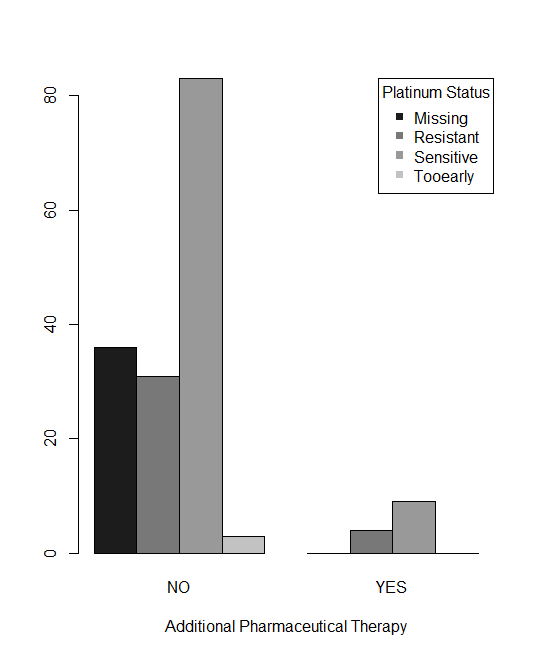 Platinum Status
Missing
Resistant
Sensitive
Tooearly
80
60
40
20
0
NO
YES
Additional Pharmaceutical Therapy